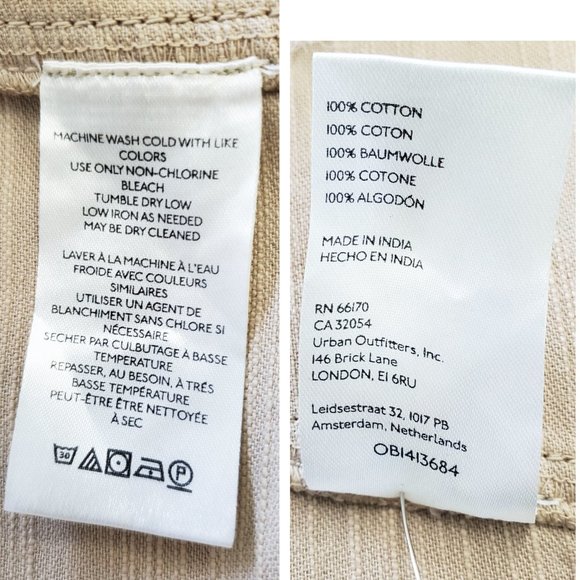 MACHINE WASH COLD WITH LIKE
COLORS
USE ONLY NON-CHLORINE
BLEACH
TUMBLE DRY LOW
LOW IRON AS NEEDED
MAY BE DRY CLEANED
LAVER À LA MACHINE À L'EAU
FROIDE AVEC COULEURS
SIMILAIRES
UTILISER UN AGENT DE
BLANCHIMENT SANS CHLORE SI
NÉCESSAIRE
SECHER PAR CULBUTAGE À BASSE
TEMPERATURE
REPASSER, AU BESOIN, À TRÉS
BASSE TEMPÉRATURE
PEUT-ÊTRE ÊTRE NETTOYÉE
À SEC
30 P
100% COTTON
100% COTON
100% BAUMWOLLE
100% COTONE
100% ALGODÓN
MADE IN INDIA
HECHO EN INDIA
RN 66170
CA 32054
Urban Outfitters, Inc.
146 Brick Lane
LONDON, E1 6RU
Leidsestraat 32, 1017 PB
Amsterdam, Netherlands
OB1413684